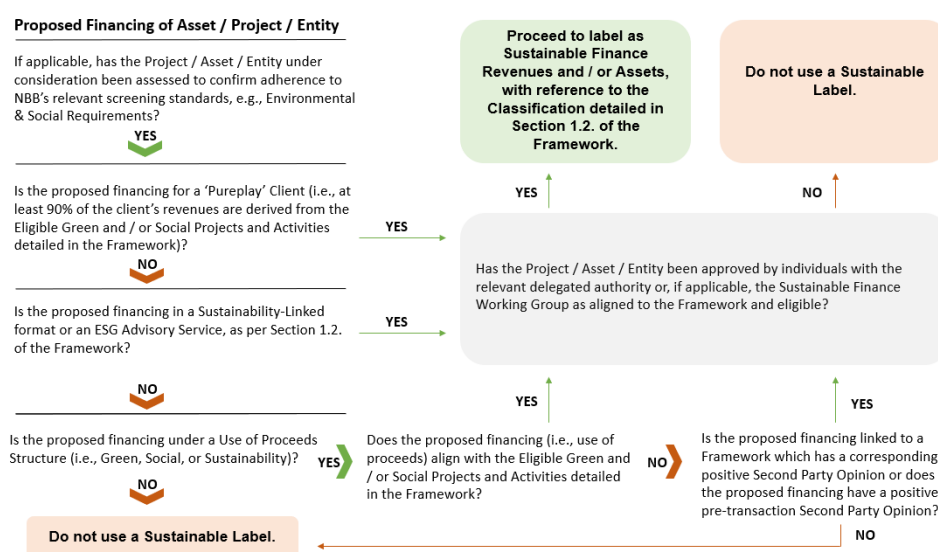 Proposed Financing of Asset / Project / Entity
If applicable, has the Project / Asset / Entity under
consideration been assessed to confirm adherence to
NBB's relevant screening standards, e.g., Environmental
& Social Requirements?
YES
Is the proposed financing for a 'Pureplay' Client (i.e., at
least 90% of the client's revenues are derived from the
Eligible Green and / or Social Projects and Activities
detailed in the Framework)?
YES
NO
Is the proposed financing in a Sustainability-Linked
format or an ESG Advisory Service, as per Section 1.2.
of the Framework?
YES
NO
Is the proposed financing under a Use of Proceeds
Structure (i.e., Green, Social, or Sustainability)?
YES
NO
Do not use a Sustainable Label.
Does the proposed financing (i.e., use of
proceeds) align with the Eligible Green and
/ or Social Projects and Activities detailed
in the Framework?
YES
NO
Is the proposed financing linked to a
Framework which has a corresponding
positive Second Party Opinion or does
the proposed financing have a positive
pre-transaction Second Party Opinion?
YES
NO
Has the Project / Asset / Entity been approved by individuals with the
relevant delegated authority or, if applicable, the Sustainable Finance
Working Group as aligned to the Framework and eligible?
YES
NO
Proceed to label as
Sustainable Finance
Revenues and / or Assets,
with reference to the
Classification detailed in
Section 1.2. of the
Framework.
Do not use a Sustainable
Label.